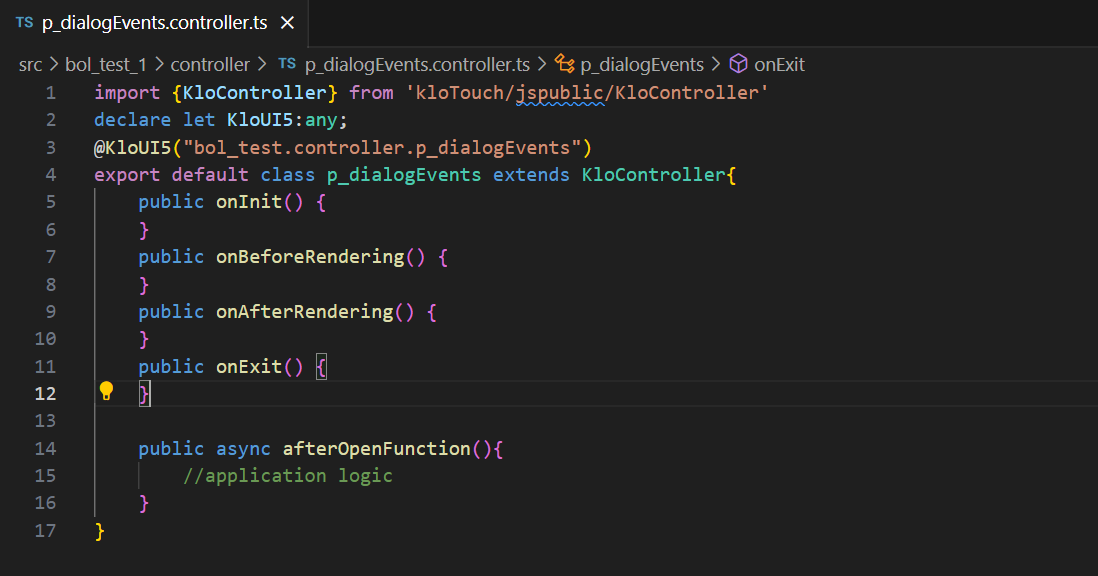 TS p_dialogEvents.controller.ts ×
src > bol_test_1 > controller > TS p_dialogEvents.controller.ts > p_dialogEvents > onExit
1 import {KloController} from 'kloTouch/jspublic/KloController'
2 declare let KloUI5:any;
3 @KloUI5("bol_test.controller.p_dialogEvents")
4 export default class p_dialogEvents extends KloController{
5 public onInit() {
6 }
7 public onBeforeRendering() {
8 }
9 public onAfterRendering() {
10 }
11 public onExit() {
12 }
13
14 public async afterOpenFunction(){
15 //application logic
16 }
17 }